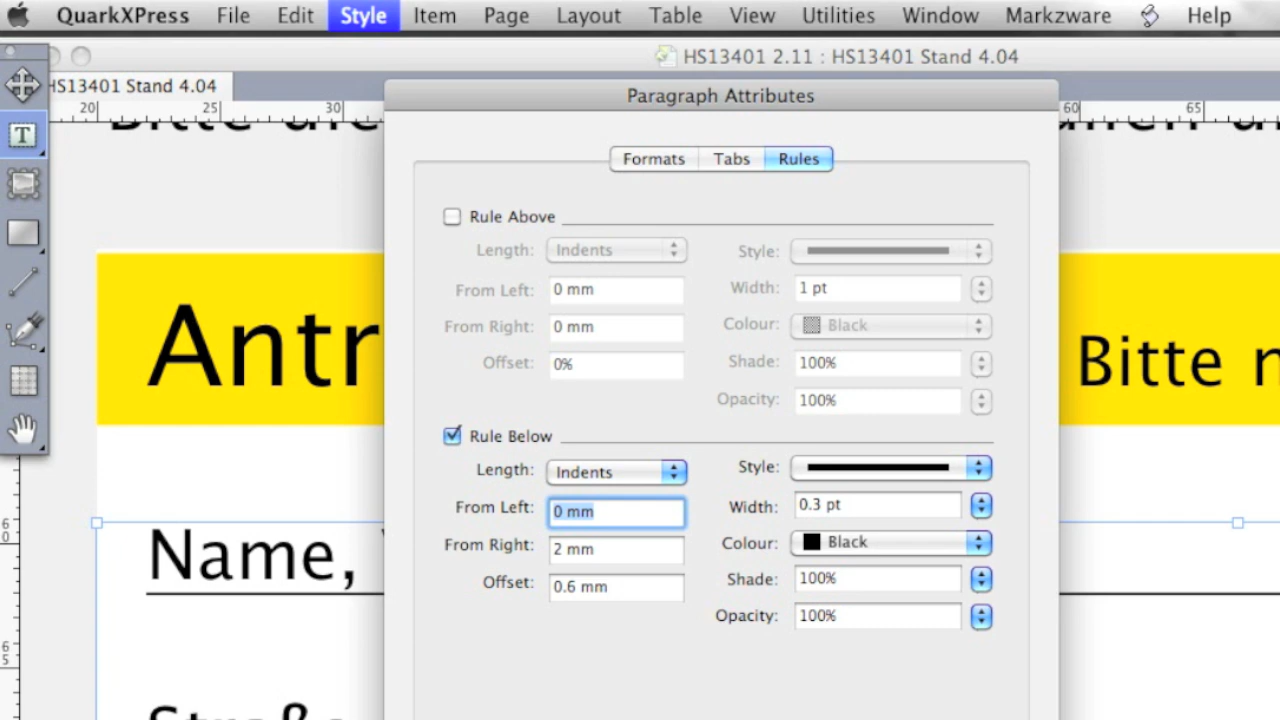 QuarkXPress File Edit Style Item Page Layout Table View Utilities Window Markzware Help
HS13401 2.11 : HS13401 Stand 4.04
HS13401 Stand 4.04
Paragraph Attributes
20 25 30 60 65
Bitte
Formats Tabs Rules
Rule Above
Length: Indents Style:
From Left: 0 mm Width: 1 pt
From Right: 0 mm Colour: Black
Offset: 0% Shade: 100%
Opacity: 100%
Antr
Bitte n
Rule Below
Length: Indents Style:
From Left: 0 mm Width: 0.3 pt
From Right: 2 mm Colour: Black
Offset: 0.6 mm Shade: 100%
Opacity: 100%
60
Name,
65